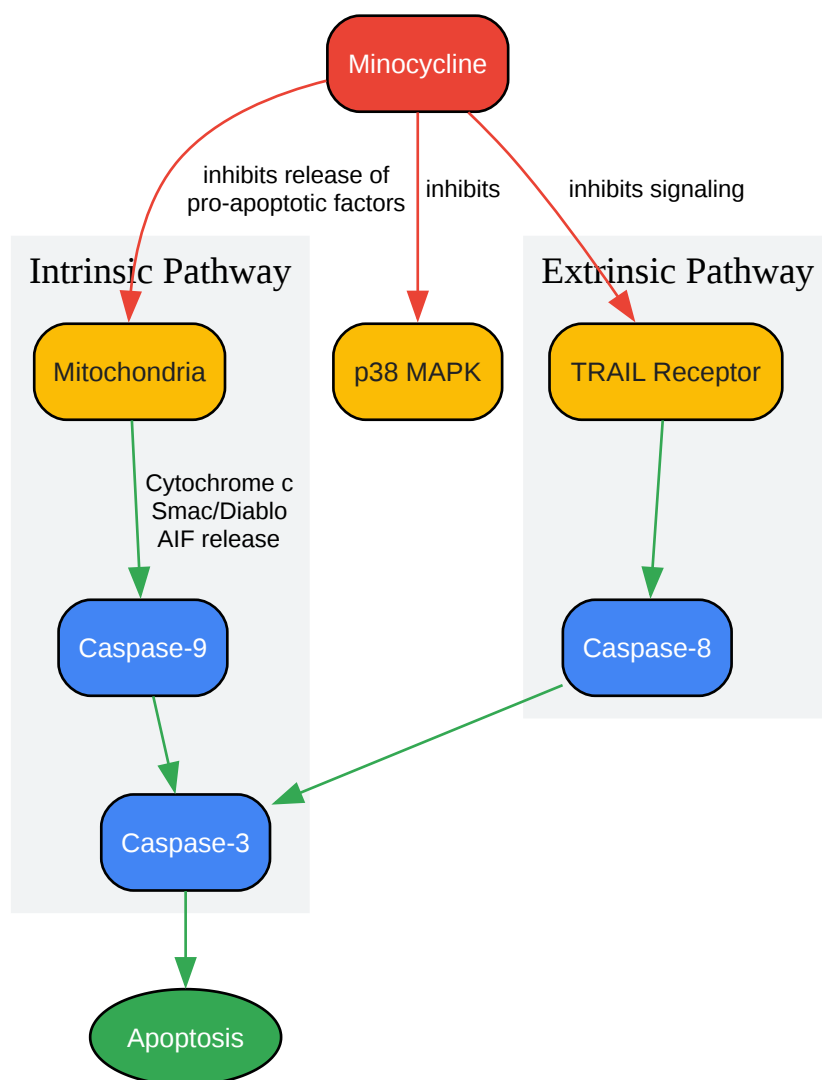 Minocycline
inhibits release of
pro-apoptotic factors
inhibits
inhibits signaling
Intrinsic Pathway
Extrinsic Pathway
Mitochondria
p38 MAPK
TRAIL Receptor
Cytochrome c
Smac/Diablo
AIF release
Caspase-9
Caspase-8
Caspase-3
Apoptosis